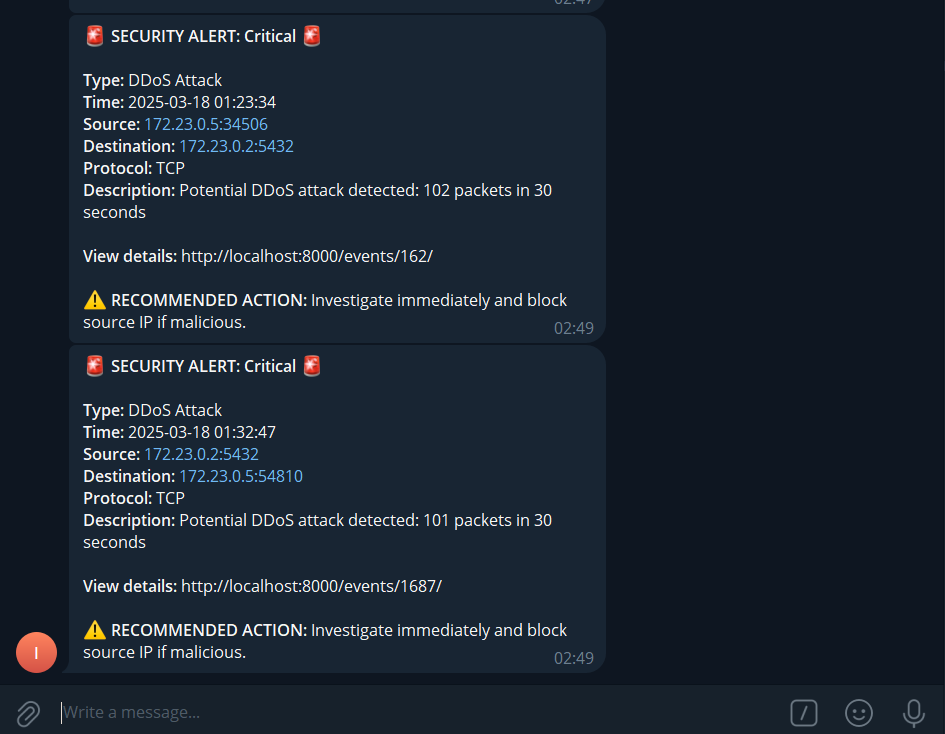 02:47
🚨 SECURITY ALERT: Critical 🚨
Type: DDoS Attack
Time: 2025-03-18 01:23:34
Source: 172.23.0.5:34506
Destination: 172.23.0.2:5432
Protocol: TCP
Description: Potential DDoS attack detected: 102 packets in 30
seconds
View details: http://localhost:8000/events/162/
⚠️ RECOMMENDED ACTION: Investigate immediately and block
source IP if malicious.
02:49
🚨 SECURITY ALERT: Critical 🚨
Type: DDoS Attack
Time: 2025-03-18 01:32:47
Source: 172.23.0.2:5432
Destination: 172.23.0.5:54810
Protocol: TCP
Description: Potential DDoS attack detected: 101 packets in 30
seconds
View details: http://localhost:8000/events/1687/
⚠️ RECOMMENDED ACTION: Investigate immediately and block
source IP if malicious.
02:49
I
Write a message...